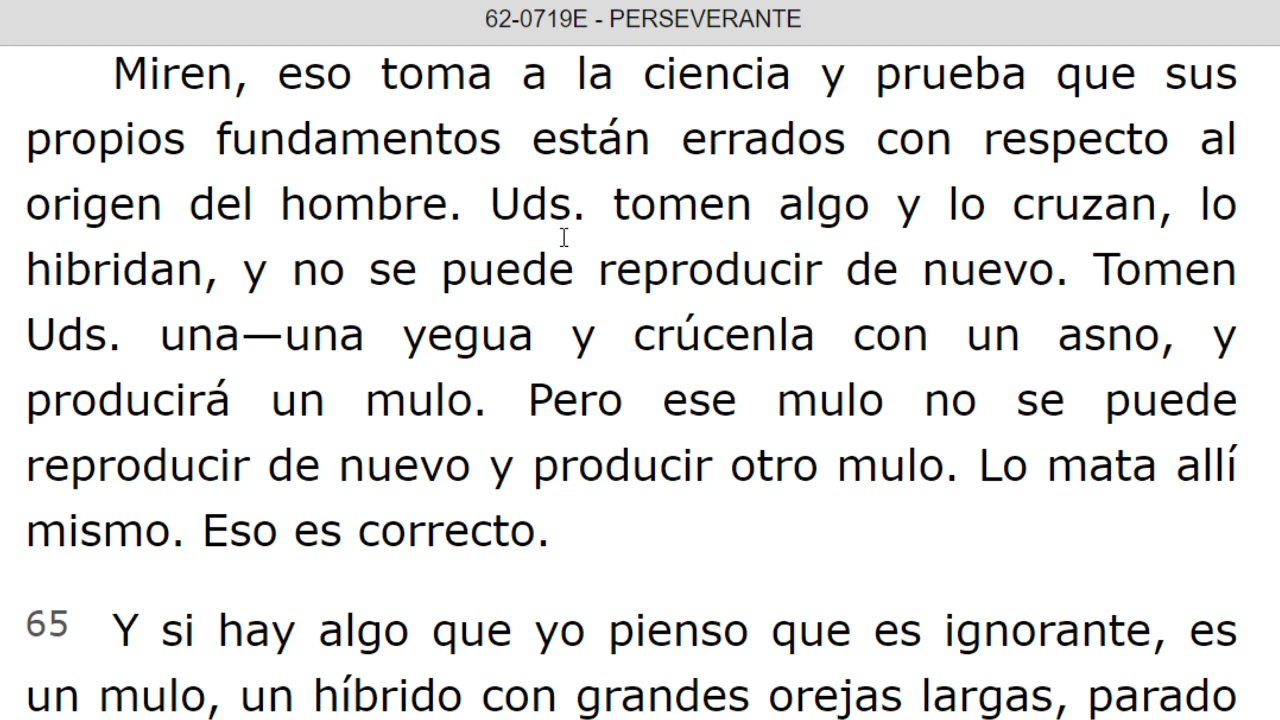 62-0719E - PERSEVERANTE
Miren, eso toma a la ciencia y prueba que sus
propios fundamentos están errados con respecto al
origen del hombre. Uds. tomen algo y lo cruzan, lo
hibridan, y no se puede reproducir de nuevo. Tomen
Uds. una—una yegua y crúcenla con un asno, y
producirá un mulo. Pero ese mulo no se puede
reproducir de nuevo y producir otro mulo. Lo mata allí
mismo. Eso es correcto.
65 Y si hay algo que yo pienso que es ignorante, es
un mulo, un híbrido con grandes orejas largas, parado